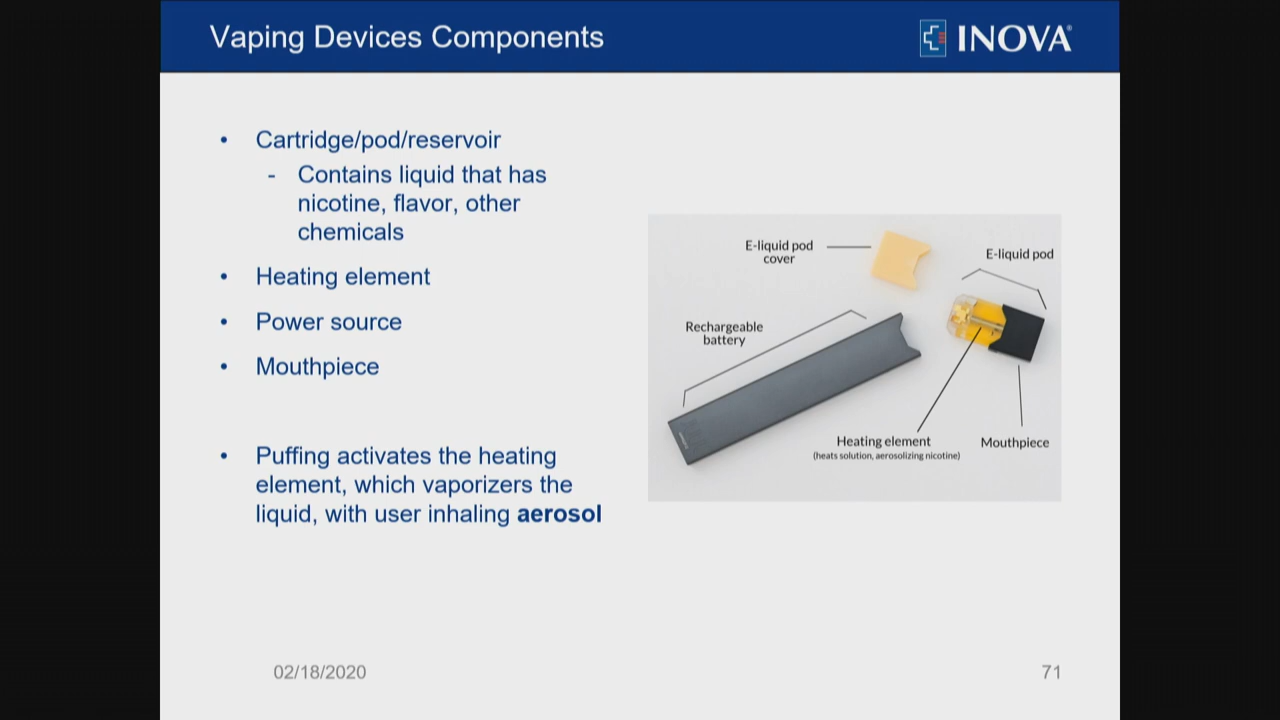 Vaping Devices Components
INOVA®
• Cartridge/pod/reservoir
- Contains liquid that has
nicotine, flavor, other
chemicals
• Heating element
• Power source
• Mouthpiece
• Puffing activates the heating
element, which vaporizers the
liquid, with user inhaling aerosol
E-liquid pod
cover
E-liquid pod
Rechargeable
battery
Heating element
(heats solution, aerosolizing nicotine)
Mouthpiece
02/18/2020
71